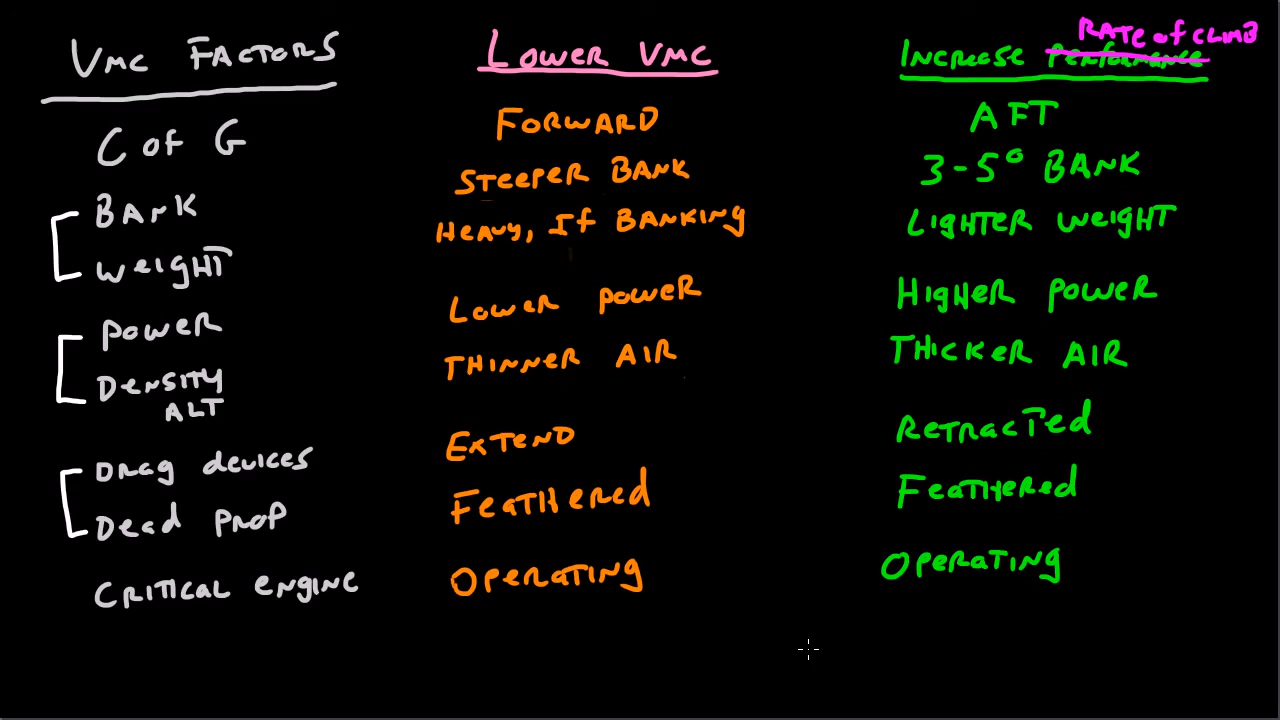 VMC FACTORS LOWER VMC INCREASE Performance RATE of CLIMB
C of G FORWARD AFT
BANK STEEPER BANK 3-5° BANK
WEIGHT HEAVY, IF BANKING LIGHTER WEIGHT
POWER LOWER POWER HIGHER POWER
DENSITY ALT THINNER AIR THICKER AIR
Drag devices EXTEND RETRACTED
Dead PROP FEATHERED FEATHERED
CRITICAL ENGINE OPERATING OPERATING